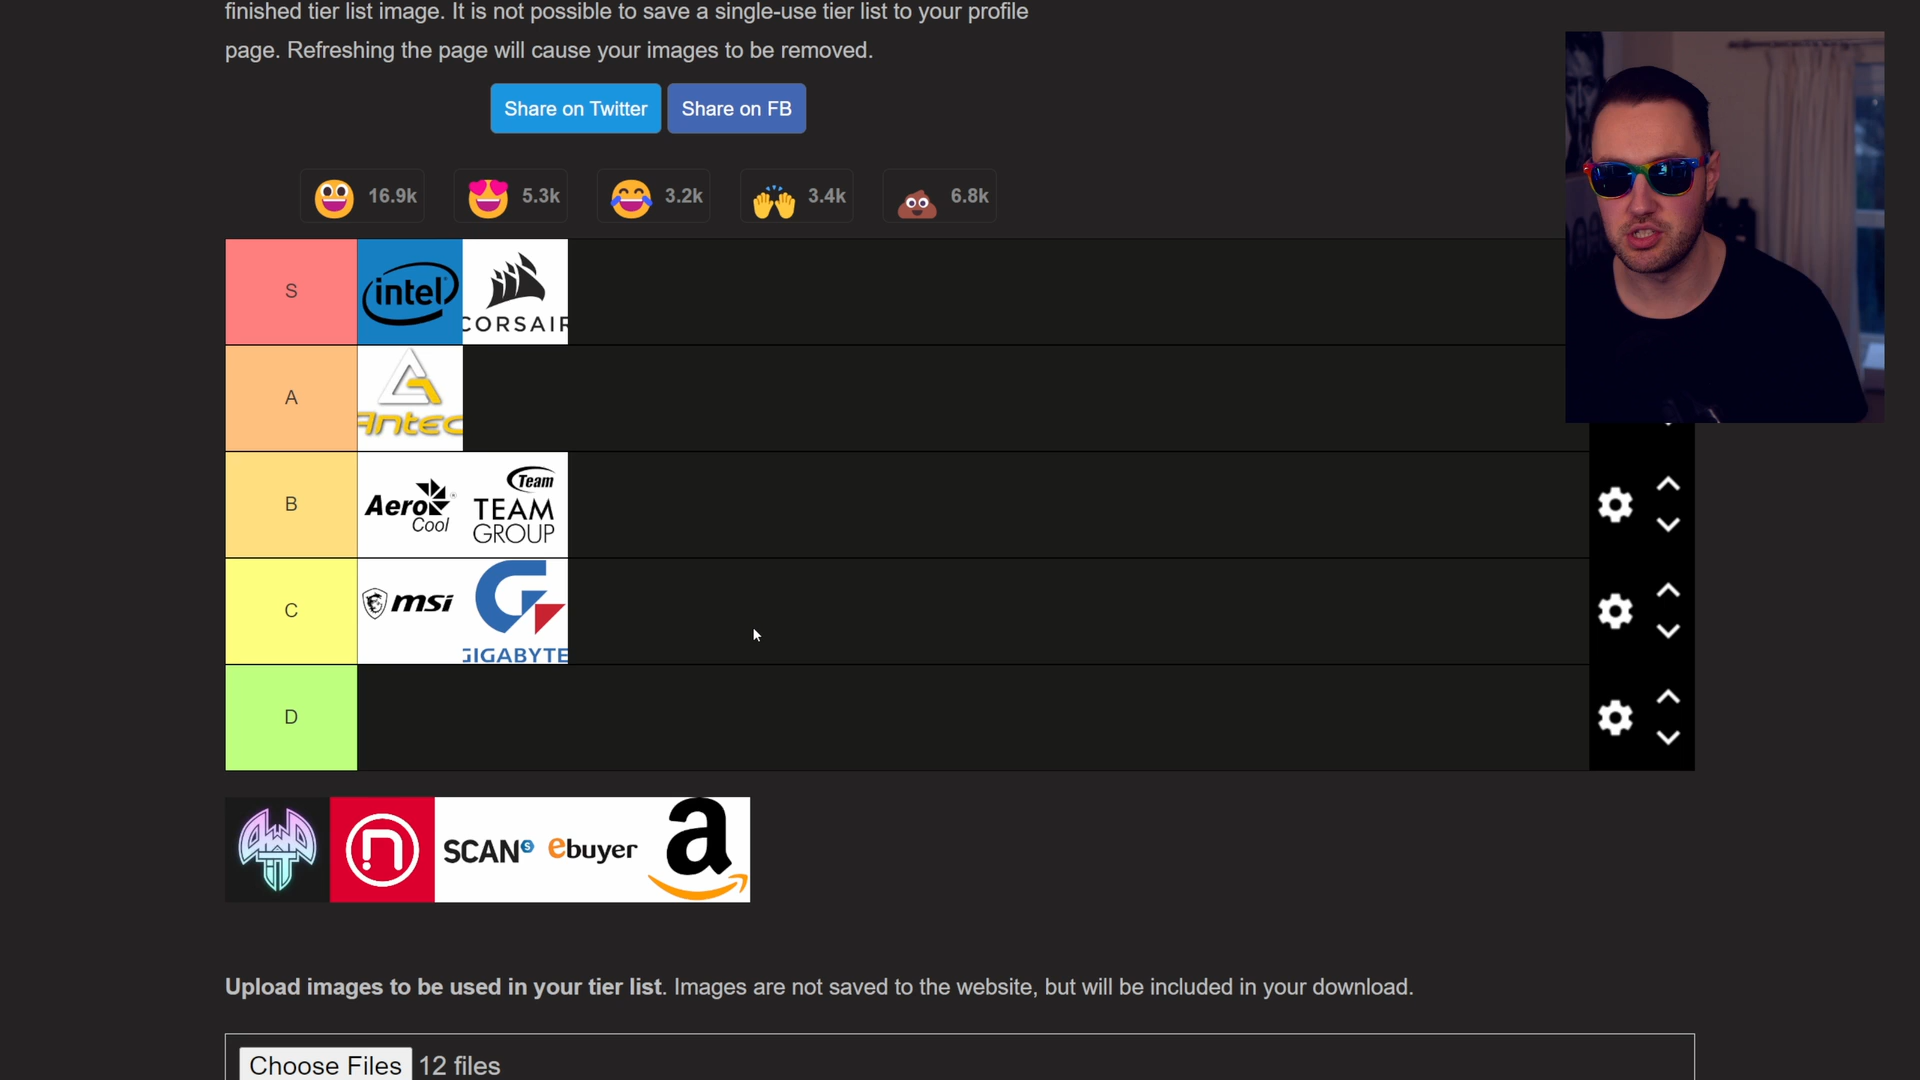 finished tier list image. It is not possible to save a single-use tier list to your profile
page. Refreshing the page will cause your images to be removed.
Share on Twitter
Share on FB
16.9k
5.3k
3.2k
3.4k
6.8k
S
intel
CORSAIR
A
Antec
B
Aero
Cool
Team
TEAM
GROUP
C
msi
GIGABYTE
D
SCAN S
ebuyer
a
Upload images to be used in your tier list. Images are not saved to the website, but will be included in your download.
Choose Files 12 files